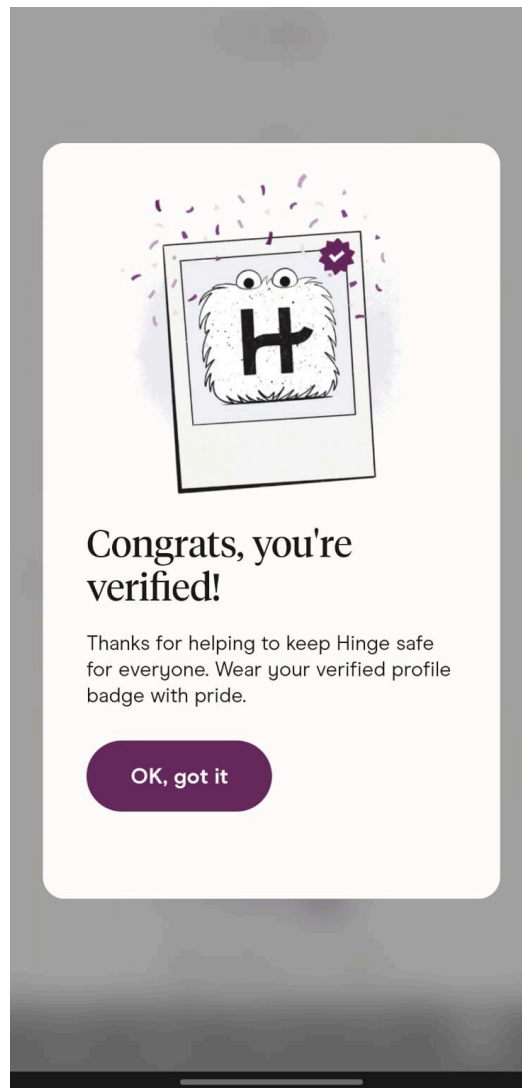 H
Congrats, you're
verified!
Thanks for helping to keep Hinge safe
for everyone. Wear your verified profile
badge with pride.
OK, got it